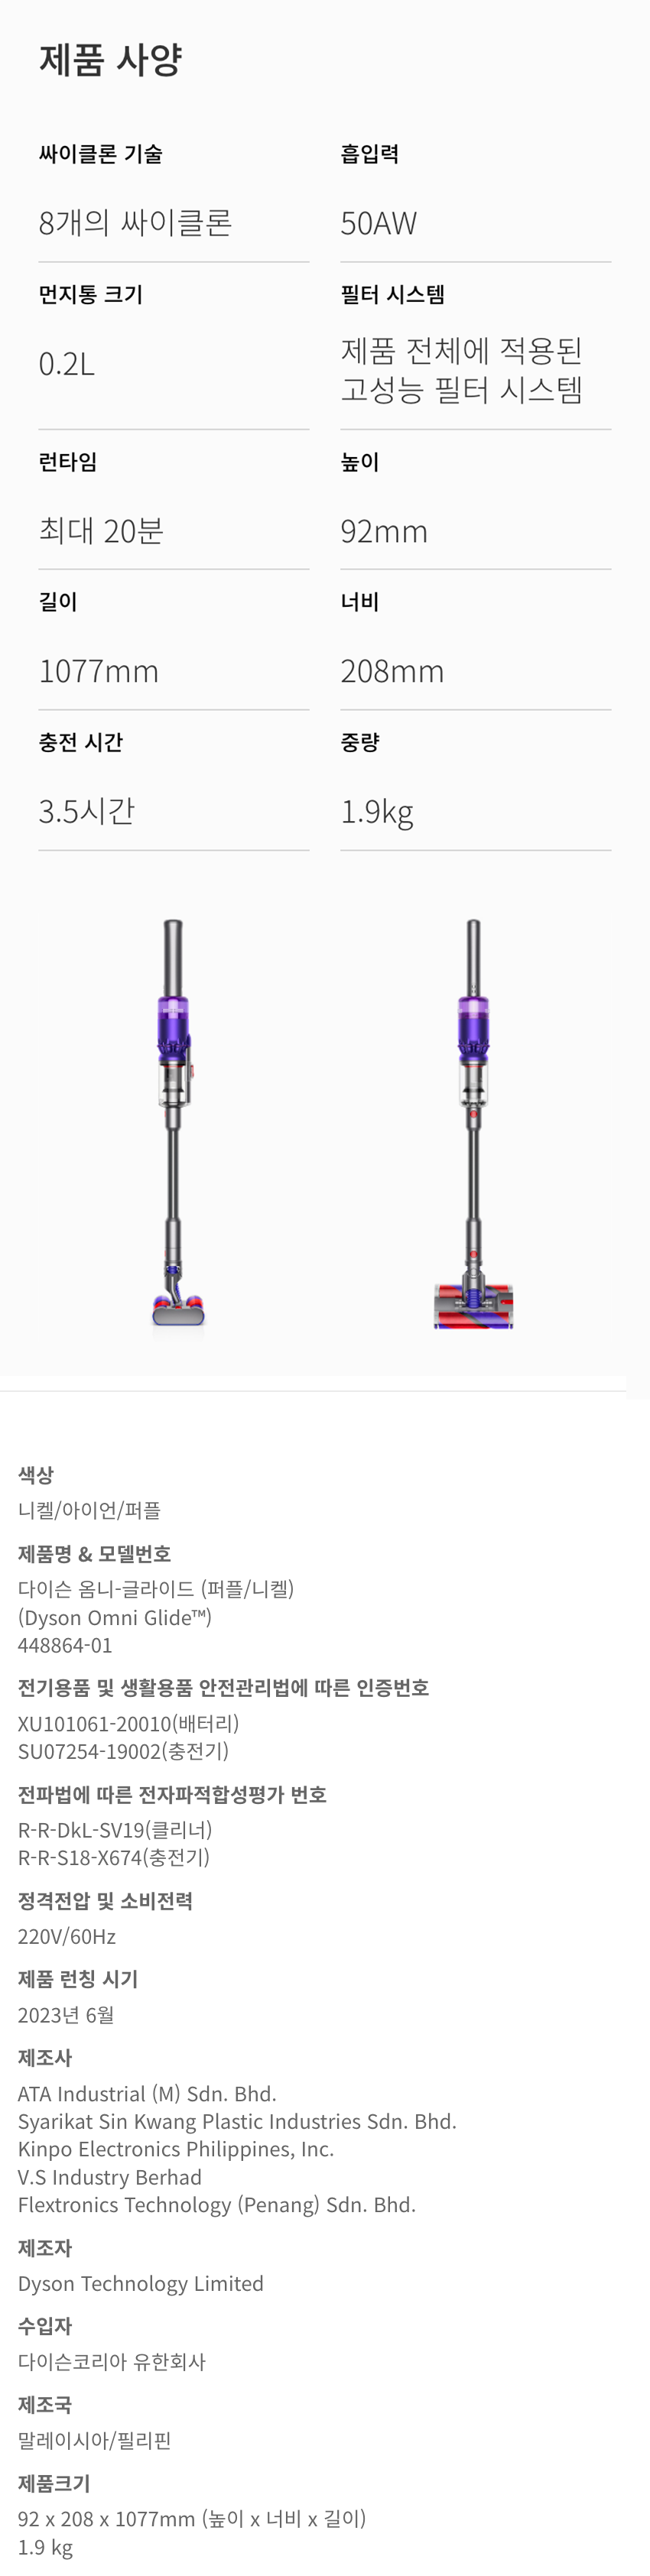 제품 사양
싸이클론 기술
흡입력
8개의 싸이클론
50AW
먼지통 크기
필터 시스템
0.2L
제품 전체에 적용된
고성능 필터 시스템
런타임
높이
최대 20분
92mm
길이
너비
1077mm
208mm
충전 시간
중량
3.5시간
1.9kg
색상
니켈/아이언/퍼플
제품명 & 모델번호
다이슨 옴니-글라이드 (퍼플/니켈)
(Dyson Omni Glide™)
448864-01
전기용품 및 생활용품 안전관리법에 따른 인증번호
XU101061-20010(배터리)
SU07254-19002(충전기)
전파법에 따른 전자파적합성평가 번호
R-R-DkL-SV19(클리너)
R-R-S18-X674(충전기)
정격전압 및 소비전력
220V/60Hz
제품 런칭 시기
2023년 6월
제조사
ATA Industrial (M) Sdn. Bhd.
Syarikat Sin Kwang Plastic Industries Sdn. Bhd.
Kinpo Electronics Philippines, Inc.
V.S Industry Berhad
Flextronics Technology (Penang) Sdn. Bhd.
제조자
Dyson Technology Limited
수입자
다이슨코리아 유한회사
제조국
말레이시아/필리핀
제품크기
92 x 208 x 1077mm (높이 x 너비 x 길이)
1.9 kg